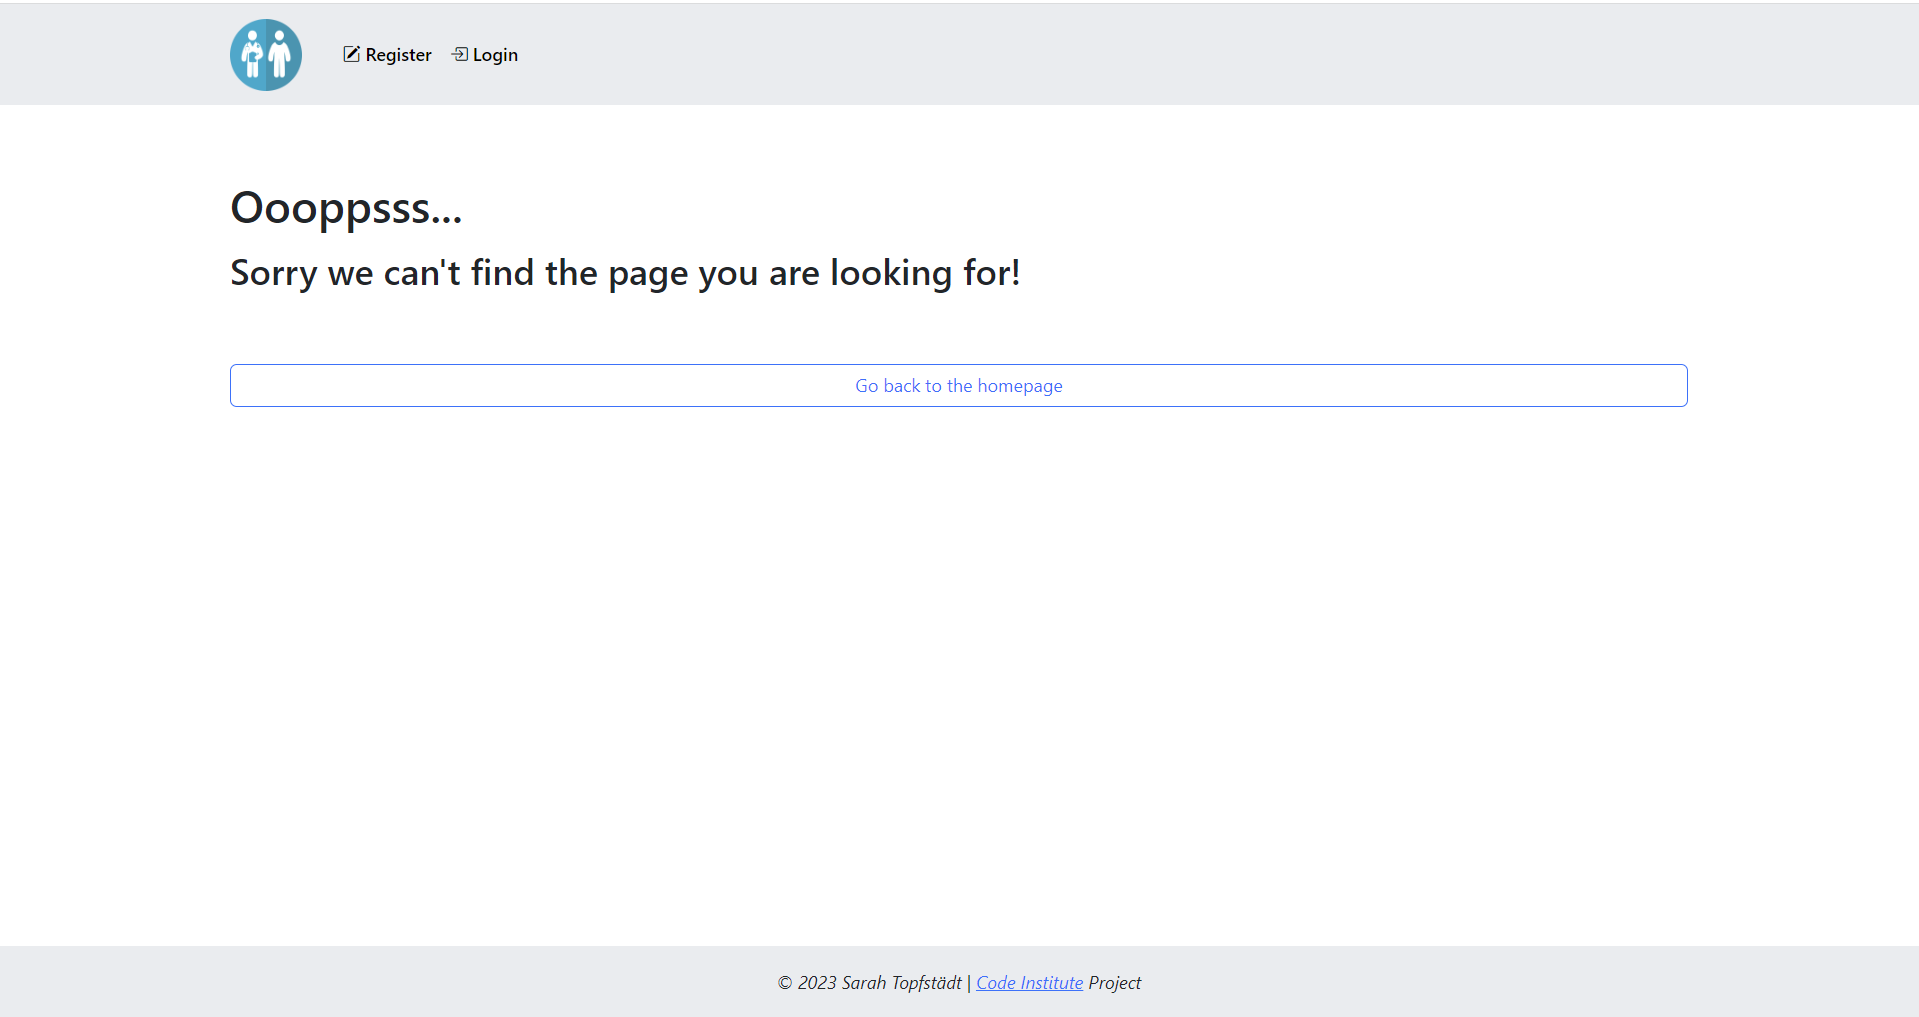 Register Login
Oooppsss...
Sorry we can't find the page you are looking for!
Go back to the homepage
© 2023 Sarah Topfstädt | Code Institute Project